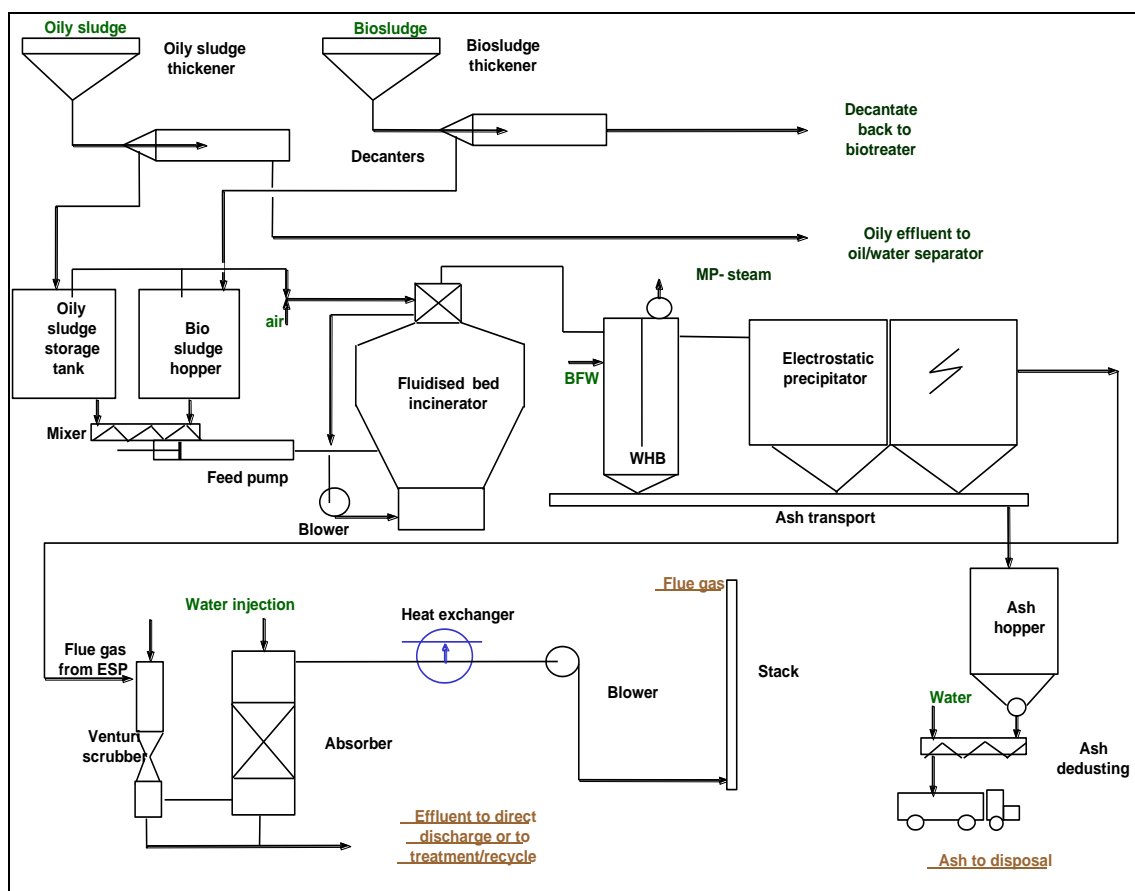 Oily sludge
Oily sludge
thickener
Biosludge
Biosludge
thickener
Decanters
Decantate
back to
biotreater
Oily effluent to
oil/water separator
MP- steam
Oily
sludge
storage
tank
Bio
sludge
hopper
air
Fluidised bed
incinerator
BFW
WHB
Electrostatic
precipitator
Mixer
Feed pump
Blower
Ash transport
Flue gas
from ESP
Water injection
Heat exchanger
Flue gas
Ash
hopper
Stack
Blower
Water
Venturi
scrubber
Absorber
Ash
dedusting
Effluent to direct
discharge or to
treatment/recycle
Ash to disposal